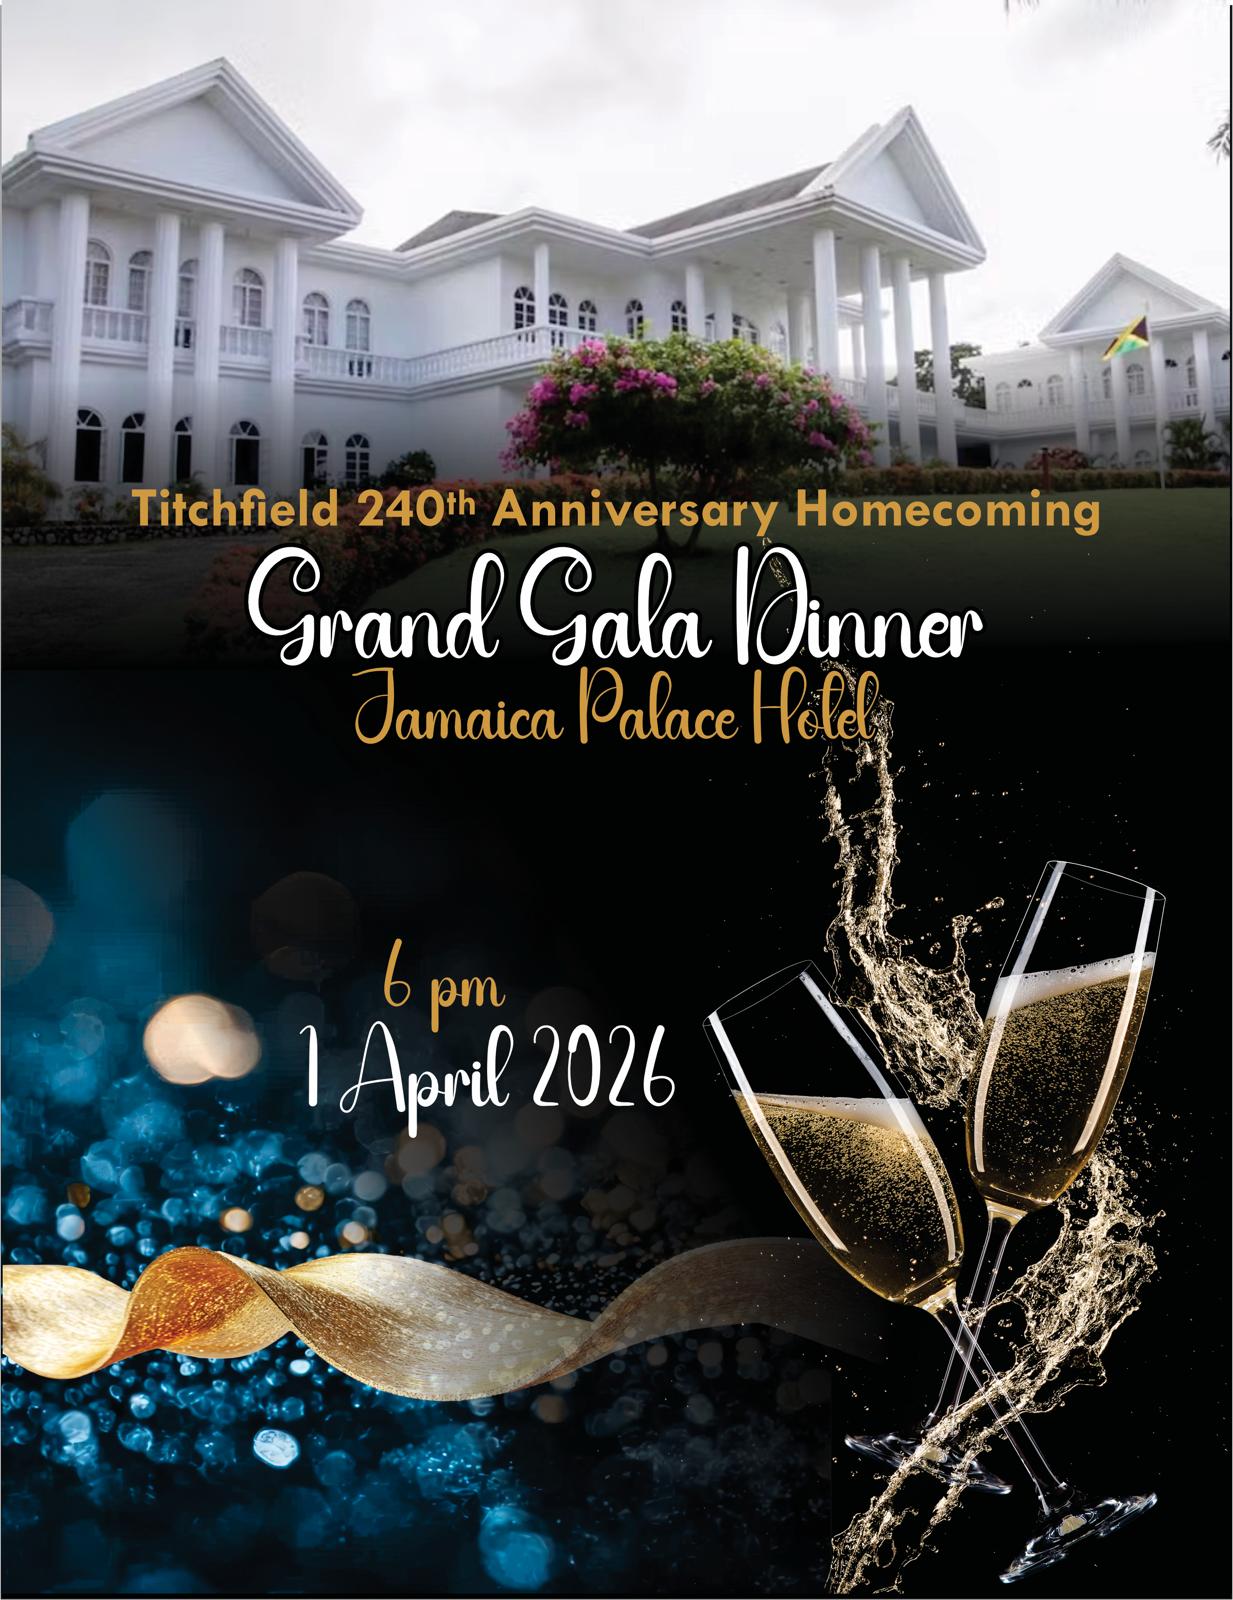 Titchfield 240th Anniversary Homecoming
Grand Gala Dinner
Jamaica Palace Hotel
6 pm
1 April 2026